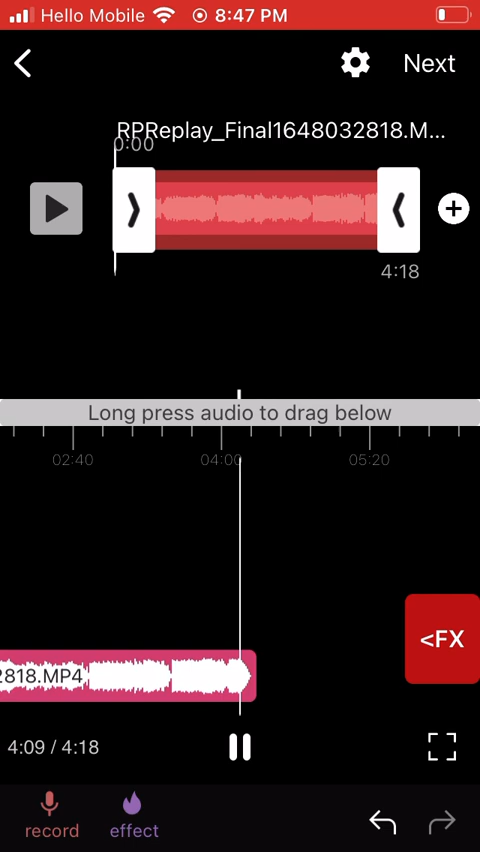 Hello Mobile 8:47 PM
Next
RPReplay_Final1648032818.M...
0:00
4:18
Long press audio to drag below
02:40 04:00 05:20
<FX
2818.MP4
4:09 / 4:18
record effect